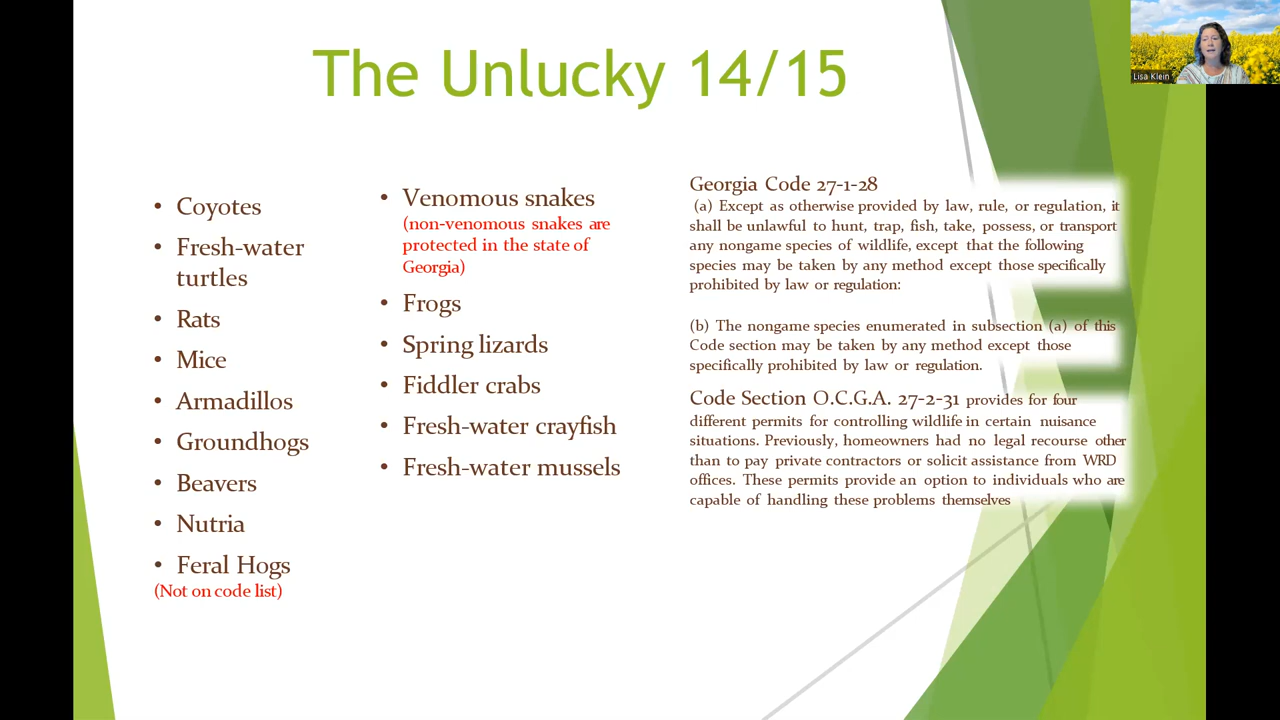 The Unlucky 14/15
Lisa Klein
• Coyotes
• Fresh-water
turtles
• Rats
• Mice
• Armadillos
• Groundhogs
• Beavers
• Nutria
• Feral Hogs
(Not on code list)
• Venomous snakes
(non-venomous snakes are
protected in the state of
Georgia)
• Frogs
• Spring lizards
• Fiddler crabs
• Fresh-water crayfish
• Fresh-water mussels
Georgia Code 27-1-28
(a) Except as otherwise provided by law, rule, or regulation, it
shall be unlawful to hunt, trap, fish, take, possess, or transport
any nongame species of wildlife, except that the following
species may be taken by any method except those specifically
prohibited by law or regulation:
(b) The nongame species enumerated in subsection (a) of this
Code section may be taken by any method except those
specifically prohibited by law or regulation.
Code Section O.C.G.A. 27-2-31 provides for four
different permits for controlling wildlife in certain nuisance
situations. Previously, homeowners had no legal recourse other
than to pay private contractors or solicit assistance from WRD
offices. These permits provide an option to individuals who are
capable of handling these problems themselves